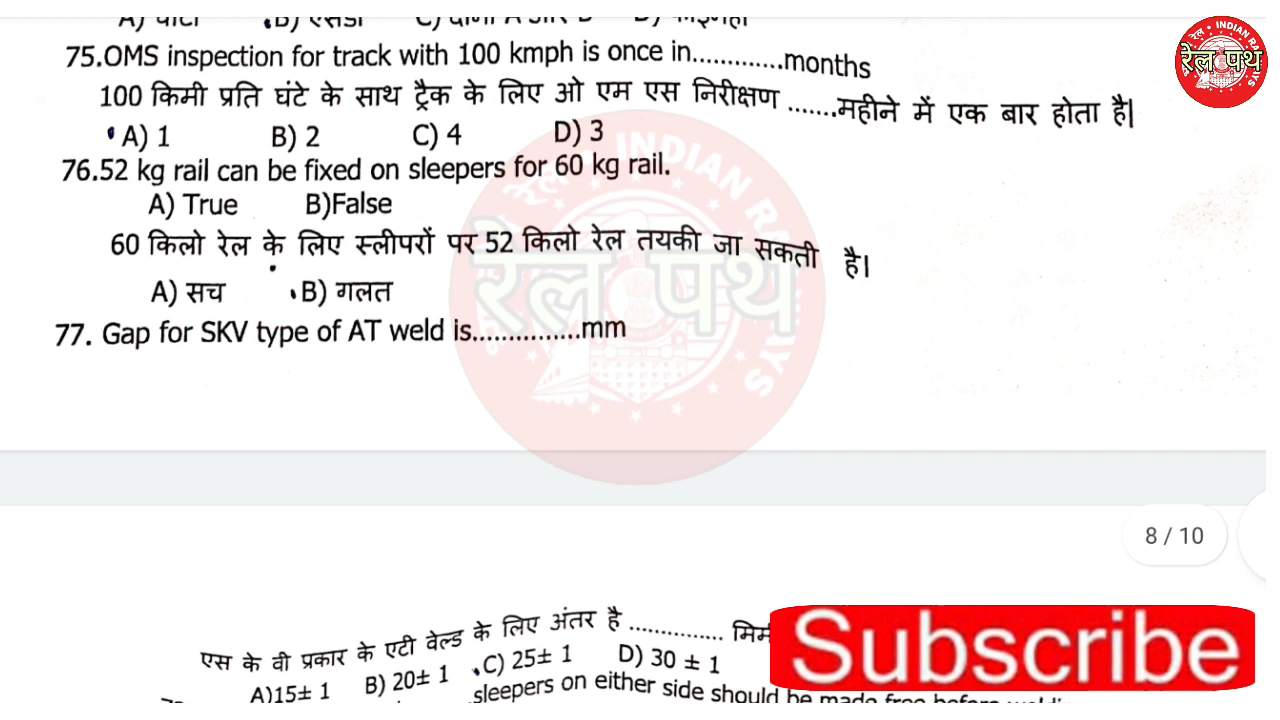 75.OMS inspection for track with 100 kmph is once in.............months
100 किमी प्रति घंटे के साथ ट्रैक के लिए ओ एम एस निरीक्षण .......महीने में एक बार होता है|
A) 1 B) 2 C) 4 D) 3
76.52 kg rail can be fixed on sleepers for 60 kg rail.
A) True B)False
60 किलो रेल के लिए स्लीपरों पर 52 किलो रेल तयकी जा सकती है।
A) सच B) गलत
77. Gap for SKV type of AT weld is...............mm
रेल पथ
INDIAN RAILWAYS
रेल पथ
8 / 10
एस के वी प्रकार के एटी वेल्ड के लिए अंतर है ..............
A)15± 1 B) 20± 1 C) 25± 1 D) 30 ± 1
Subscribe
sleepers on either side should be made free before